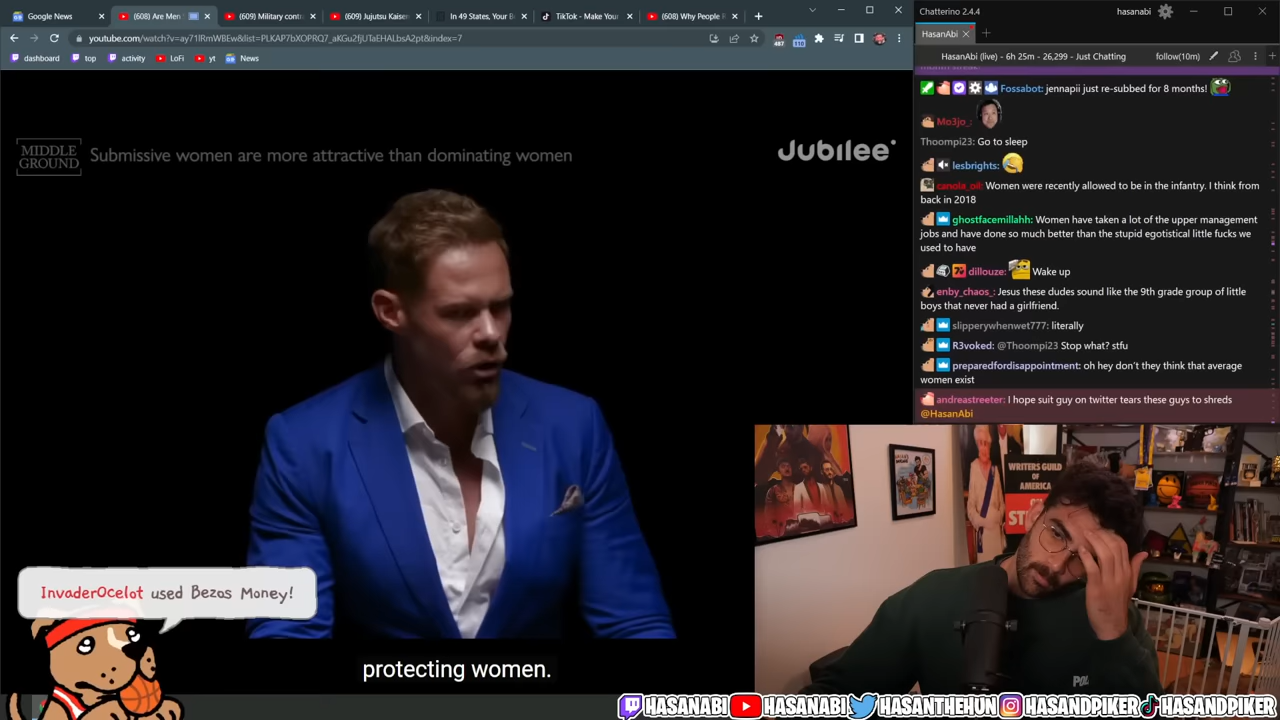 Google News
(608) Are Men
(608) Military contr
(609) Jujutsu Kaisen
In 49 States, Your B
TikTok - Make Your
(608) Why People
Chatterino 2.4.4
hasanabi
youtube.com/watch?v=ay71lRmWBEw&list=PLKAP7bXOPRQ7_aKGu2fjUTaEHALbsA2pt&index=7
487
110
HasanAbi
dashboard
top
activity
LoFi
yt
News
HasanAbi (live) - 6h 25m - 26,299 - Just Chatting
follow(10m)
Fossabot: jennapii just re-subbed for 8 months!
Mo3jo_:
Thoompi23: Go to sleep
lesbrights:
canola_oil: Women were recently allowed to be in the infantry. I think from
back in 2018
ghostfacemillahh: Women have taken a lot of the upper management
jobs and have done so much better than the stupid egotistical little fucks we
used to have
dillouze: Wake up
enby_chaos_: Jesus these dudes sound like the 9th grade group of little
boys that never had a girlfriend.
slipperywhenwet777: literally
R3voked: @Thoompi23 Stop what? stfu
preparedfordisappointment: oh hey don't they think that average
women exist
andreastreeter: I hope suit guy on twitter tears these guys to shreds
@HasanAbi
MIDDLE
GROUND
Submissive women are more attractive than dominating women
Jubilee
WRITERS GUILD
OF
AMERICA
InvaderOcelot used Bezos Money!
protecting women.
HASANABI
HASANABI
HASANTHEHUN
HASANDPIKER
HASANDPIKER